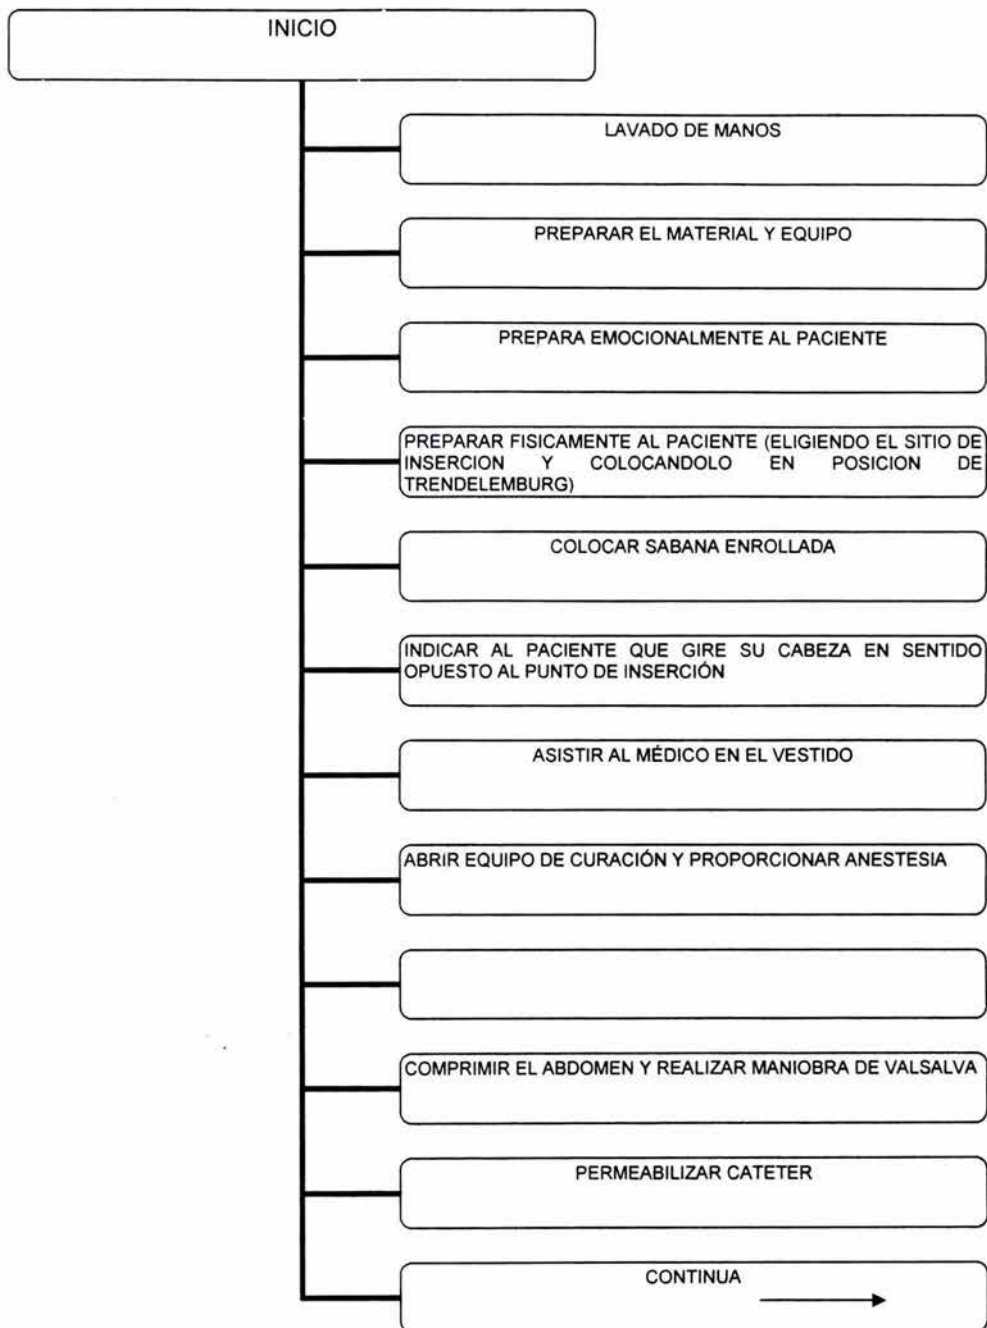 INICIO
LAVADO DE MANOS
PREPARAR EL MATERIAL Y EQUIPO
PREPARA EMOCIONALMENTE AL PACIENTE
PREPARAR FISICAMENTE AL PACIENTE (ELIGIENDO EL SITIO DE
INSERCION Y COLOCANDOLO EN POSICION DE
TRENDELEMBURG)
COLOCAR SABANA ENROLLADA
INDICAR AL PACIENTE QUE GIRE SU CABEZA EN SENTIDO
OPUESTO AL PUNTO DE INSERCIÓN
ASISTIR AL MÉDICO EN EL VESTIDO
ABRIR EQUIPO DE CURACIÓN Y PROPORCIONAR ANESTESIA
COMPRIMIR EL ABDOMEN Y REALIZAR MANIOBRA DE VALSALVA
PERMEABILIZAR CATETER
CONTINUA